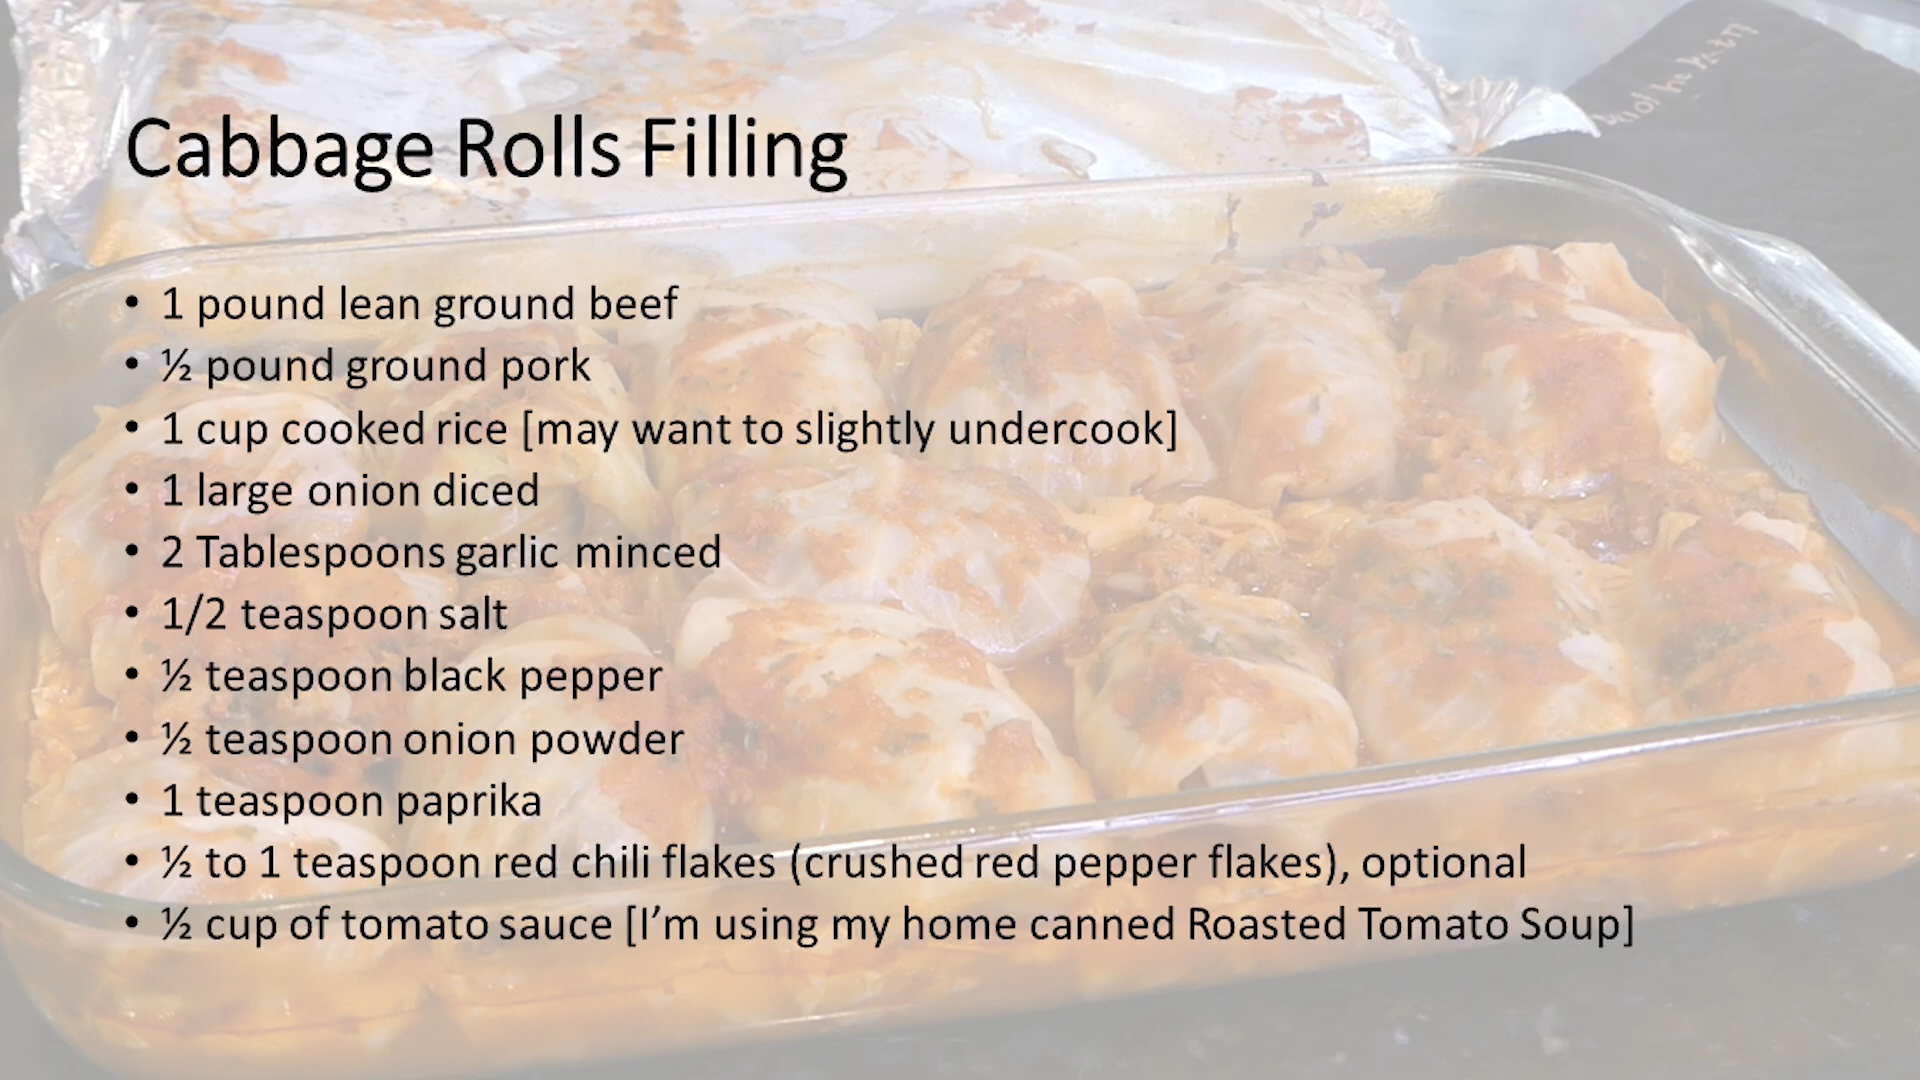 Cabbage Rolls Filling
• 1 pound lean ground beef
• ½ pound ground pork
• 1 cup cooked rice [may want to slightly undercook]
• 1 large onion diced
• 2 Tablespoons garlic minced
• 1/2 teaspoon salt
• ½ teaspoon black pepper
• ½ teaspoon onion powder
• 1 teaspoon paprika
• ½ to 1 teaspoon red chili flakes (crushed red pepper flakes), optional
• ½ cup of tomato sauce [I’m using my home canned Roasted Tomato Soup]